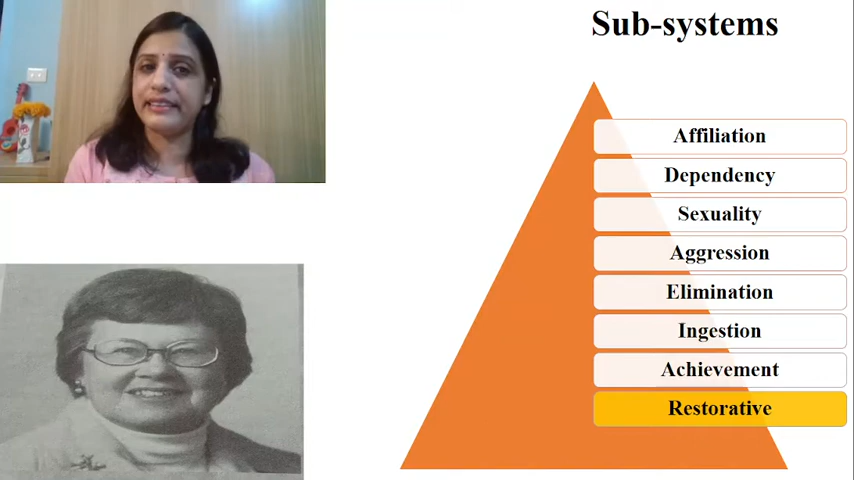 Sub-systems
Affiliation
Dependency
Sexuality
Aggression
Elimination
Ingestion
Achievement
Restorative